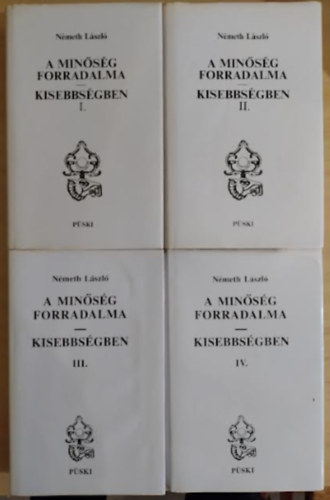 Németh László
A MINŐSÉG
FORRADALMA
KISEBBSÉGBEN
I.
PÜSKI
Németh László
A MINŐSÉG
FORRADALMA
KISEBBSÉGBEN
II.
PÜSKI
Németh László
A MINŐSÉG
FORRADALMA
—
KISEBBSÉGBEN
III.
PÜSKI
Németh László
A MINŐSÉG
FORRADALMA
—
KISEBBSÉGBEN
IV.
PÜSKI